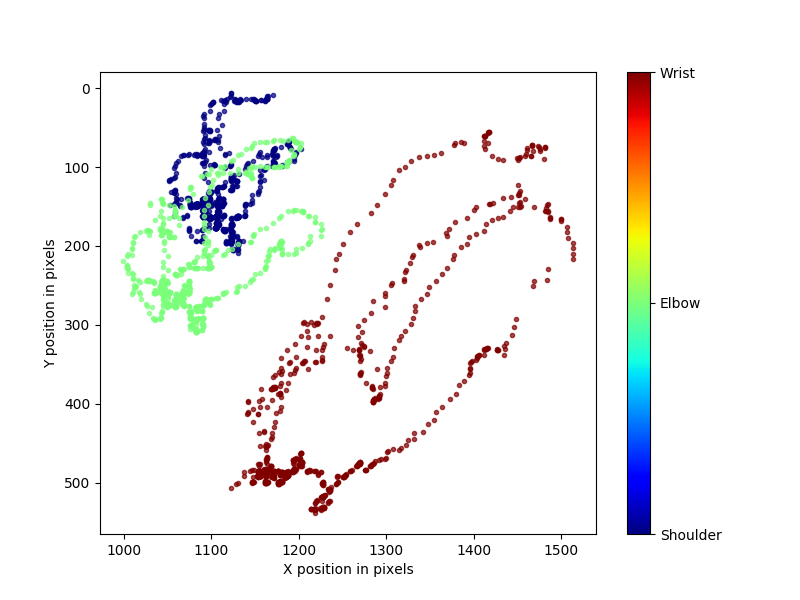 0
100
200
300
400
500
Y position in pixels
1000 1100 1200 1300 1400 1500
X position in pixels
Wrist
Elbow
Shoulder